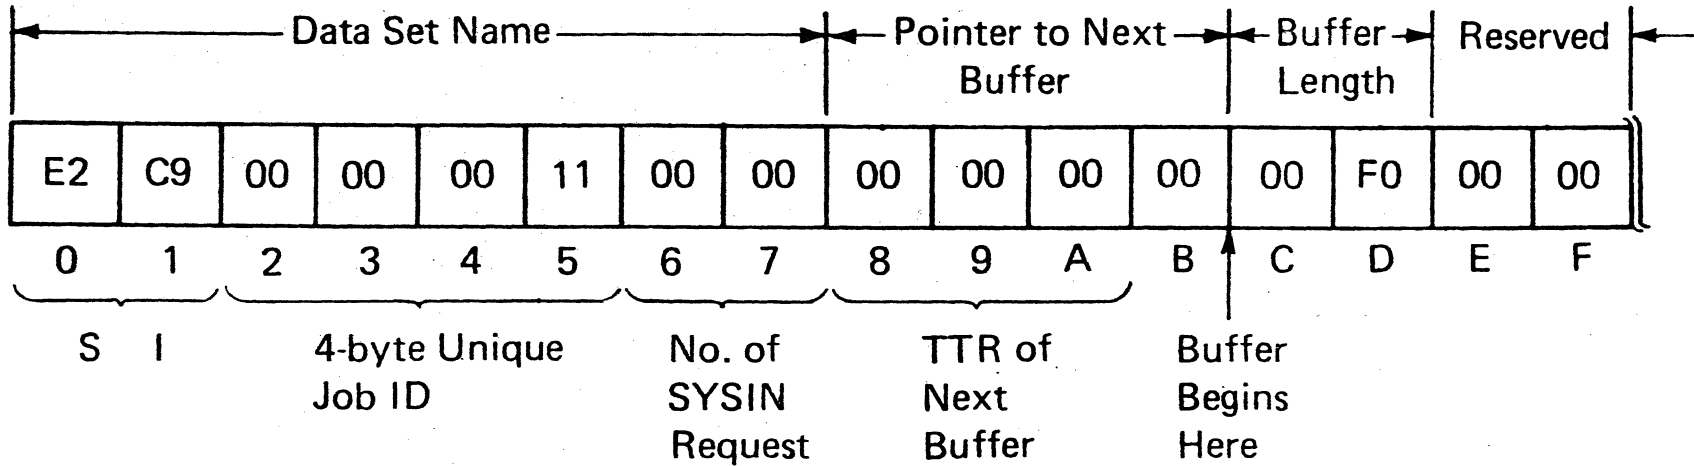 Data Set Name Pointer to Next Buffer Reserved
Buffer Length
E2 C9 00 00 00 11 00 00 00 00 00 00 00 F0 00 00
0 1 2 3 4 5 6 7 8 9 A B C D E F
S I 4-byte Unique No. of TTR of Buffer
Job ID SYSIN Next Begins
Request Buffer Here